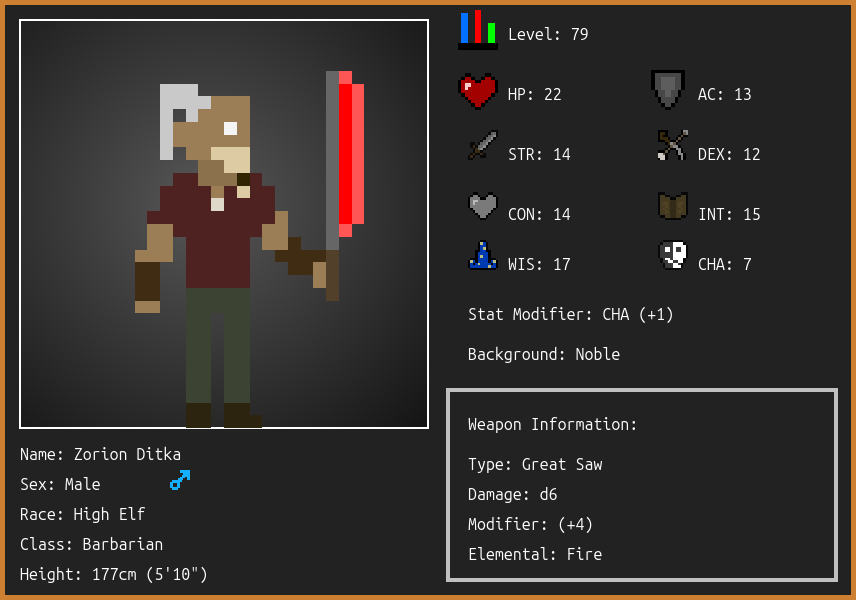 Level: 79
HP: 22 AC: 13
STR: 14 DEX: 12
CON: 14 INT: 15
WIS: 17 CHA: 7
Stat Modifier: CHA (+1)
Background: Noble
Weapon Information:
Type: Great Saw
Damage: d6
Modifier: (+4)
Elemental: Fire
Name: Zorion Ditka
Sex: Male
Race: High Elf
Class: Barbarian
Height: 177cm (5'10")